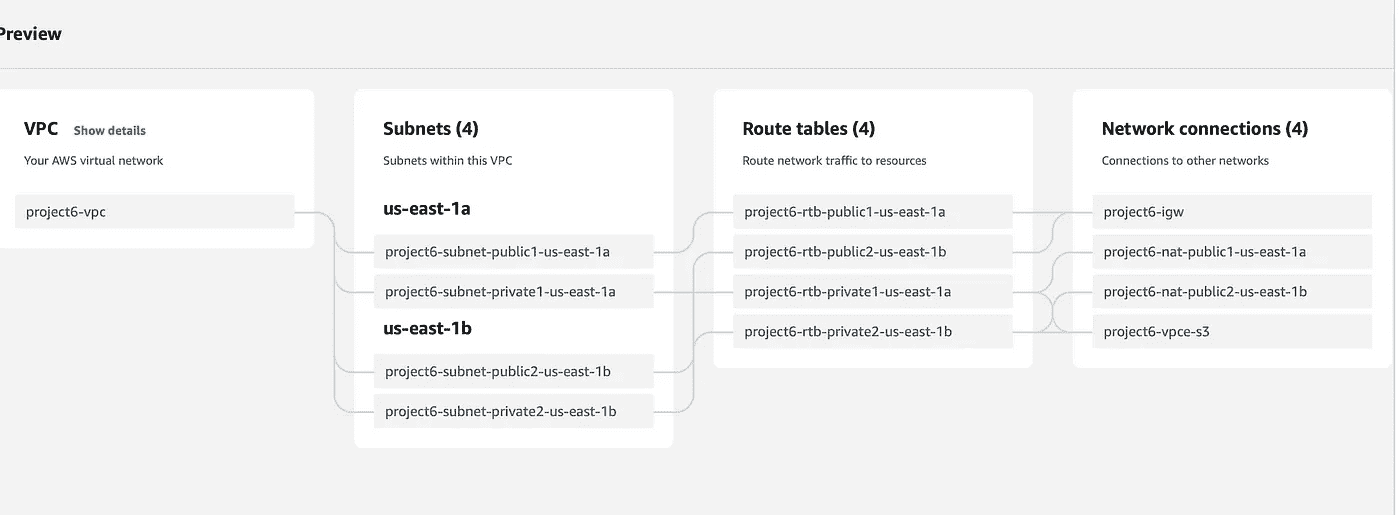 Preview
VPC Show details
Your AWS virtual network
project6-vpc
Subnets (4)
Subnets within this VPC
us-east-1a
project6-subnet-public1-us-east-1a
project6-subnet-private1-us-east-1a
us-east-1b
project6-subnet-public2-us-east-1b
project6-subnet-private2-us-east-1b
Route tables (4)
Route network traffic to resources
project6-rtb-public1-us-east-1a
project6-rtb-public2-us-east-1b
project6-rtb-private1-us-east-1a
project6-rtb-private2-us-east-1b
Network connections (4)
Connections to other networks
project6-igw
project6-nat-public1-us-east-1a
project6-nat-public2-us-east-1b
project6-vpce-s3